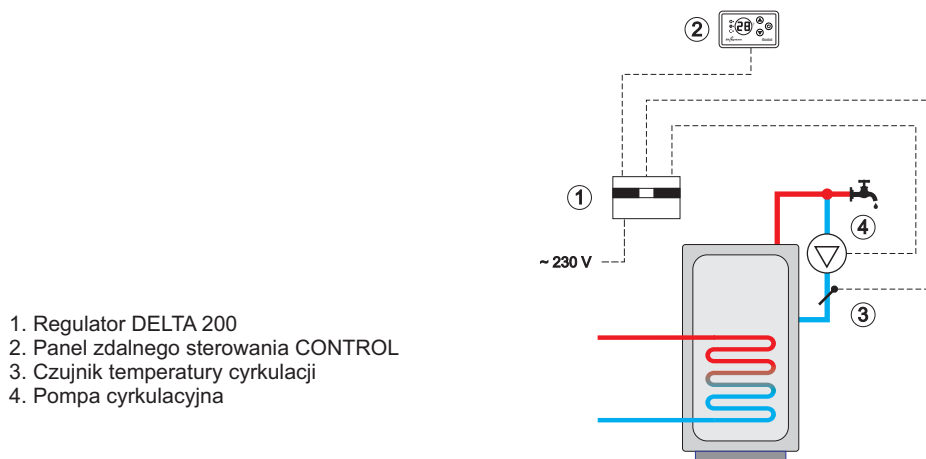 2
28
1
~ 230 V
4
3
1. Regulator DELTA 200
2. Panel zdalnego sterowania CONTROL
3. Czujnik temperatury cyrkulacji
4. Pompa cyrkulacyjna